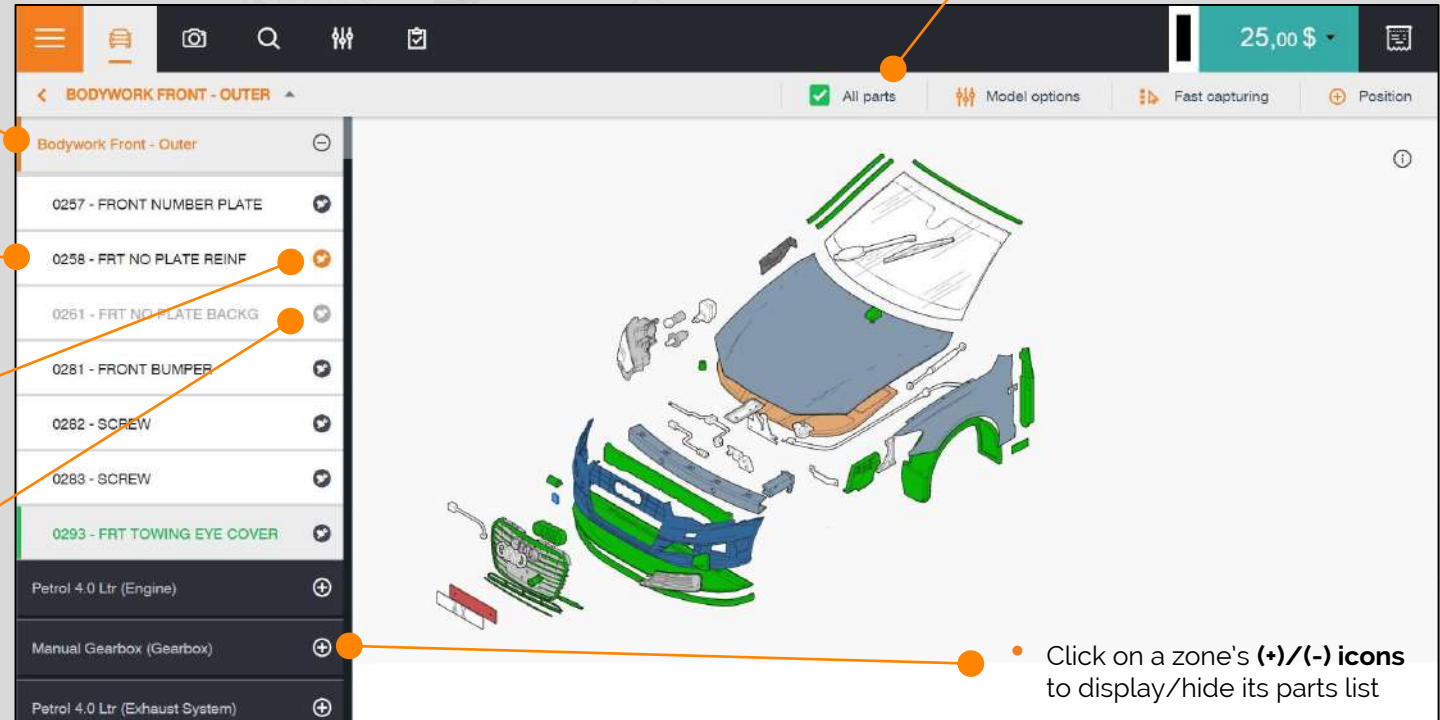 25,00 $
BODYWORK FRONT - OUTER
All parts
Model options
Fast capturing
Position
Bodywork Front - Outer
0257 - FRONT NUMBER PLATE
0258 - FRT NO PLATE REINF
0261 - FRT NO PLATE BACKG
0281 - FRONT BUMPER
0282 - SCREW
0283 - SCREW
0293 - FRT TOWING EYE COVER
Petrol 4.0 Ltr (Engine)
Manual Gearbox (Gearbox)
Petrol 4.0 Ltr (Exhaust System)
• Click on a zone's (+)/(-) icons
to display/hide its parts list